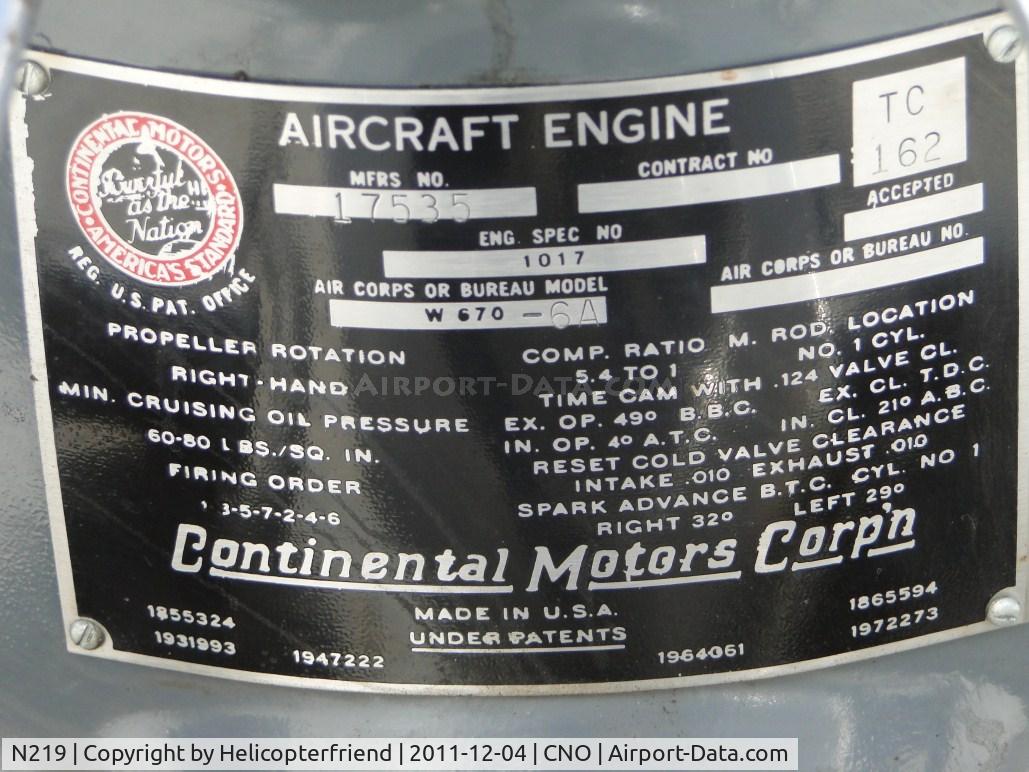 CONTINENTAL MOTORS
AMERICA'S STANDARD
Powerful
as the
Nation
REG. U.S. PAT. OFFICE
AIRCRAFT ENGINE
TC
162
MFRS NO.
17535
CONTRACT NO
ACCEPTED
ENG. SPEC NO
1017
AIR CORPS OR BUREAU NO.
AIR CORPS OR BUREAU MODEL
W 670 -6A
PROPELLER ROTATION
RIGHT-HAND
MIN. CRUISING OIL PRESSURE
60-80 LBS./SQ. IN.
FIRING ORDER
1 3-5-7-2-4-6
COMP. RATIO M. ROD. LOCATION
5.4 TO 1 NO. 1 CYL.
TIME CAM WITH .124 VALVE CL.
EX. OP. 49º B.B.C. EX. CL. T.D.C.
IN. OP. 4º A.T.C. IN. CL. 21º A.B.C.
RESET COLD VALVE CLEARANCE
INTAKE .010 EXHAUST .010
SPARK ADVANCE B.T.C. CYL. NO 1
RIGHT 32º LEFT 29º
Continental Motors Corp'n
MADE IN U.S.A.
UNDER PATENTS
1855324
1931993
1947222
1964061
1865594
1972273
AIRPORT-DATA.COM
N219 | Copyright by Helicopterfriend | 2011-12-04 | CNO | Airport-Data.com